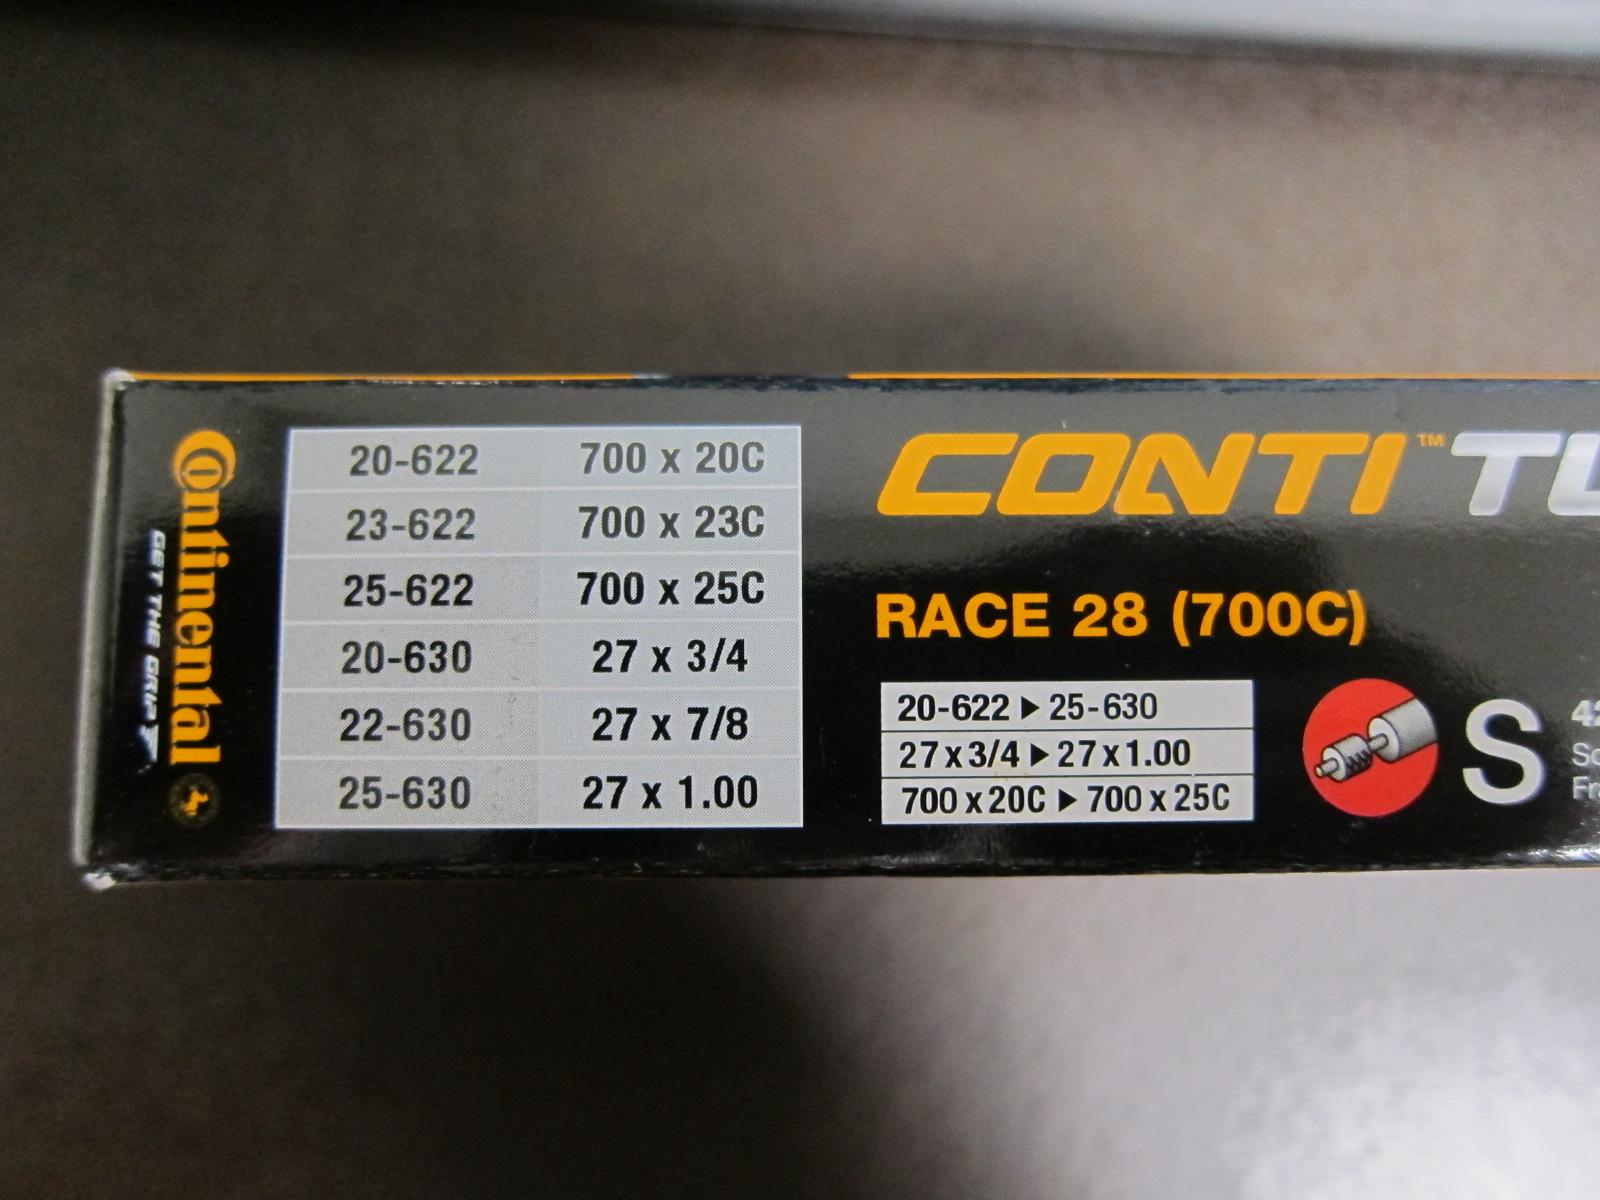 Continental
GET THE GRIP
20-622 700 x 20C
23-622 700 x 23C
25-622 700 x 25C
20-630 27 x 3/4
22-630 27 x 7/8
25-630 27 x 1.00
CONTI™
RACE 28 (700C)
20-622 ▶ 25-630
27 x 3/4 ▶ 27 x 1.00
700 x 20C ▶ 700 x 25C
S